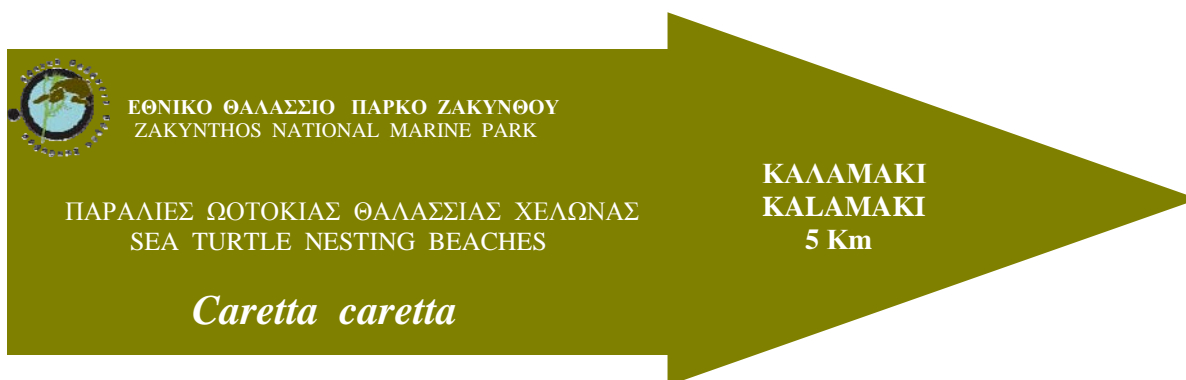 ΕΘΝΙΚΟ ΘΑΛΑΣΣΙΟ ΠΑΡΚΟ ΖΑΚΥΝΘΟΥ
ZAKYNTHOS NATIONAL MARINE PARK
ΠΑΡΑΛΙΕΣ ΩΟΤΟΚΙΑΣ ΘΑΛΑΣΣΙΑΣ ΧΕΛΩΝΑΣ
SEA TURTLE NESTING BEACHES
Caretta caretta
ΚΑΛΑΜΑΚΙ
KALAMAKI
5 Km